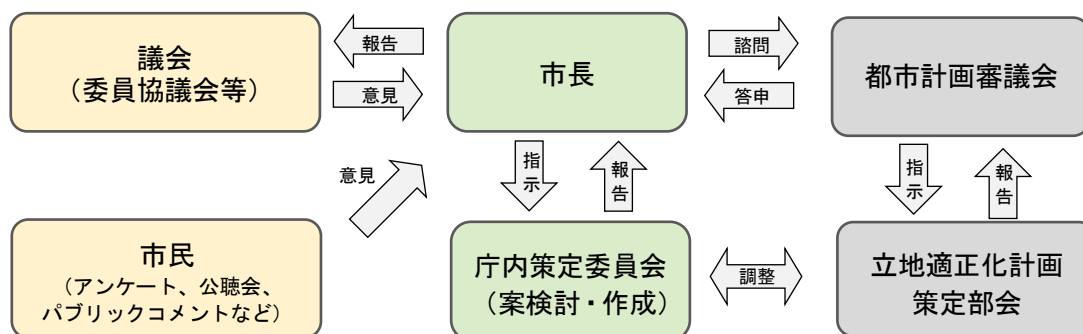 議会
（委員協議会等）
報告
意見
市長
諮問
答申
都市計画審議会
意見
指示
報告
指示
報告
市民
（アンケート、公聴会、
パブリックコメントなど）
庁内策定委員会
（案検討・作成）
調整
立地適正化計画
策定部会